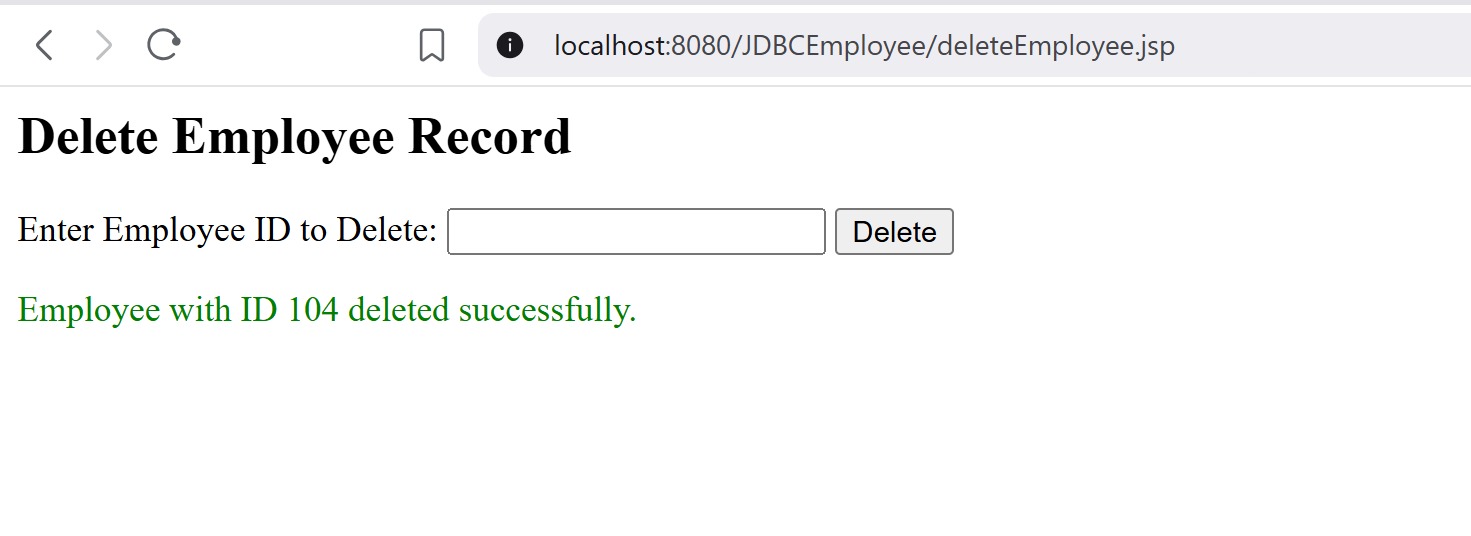 localhost:8080/JDBCEmployee/deleteEmployee.jsp
Delete Employee Record
Enter Employee ID to Delete: Delete
Employee with ID 104 deleted successfully.